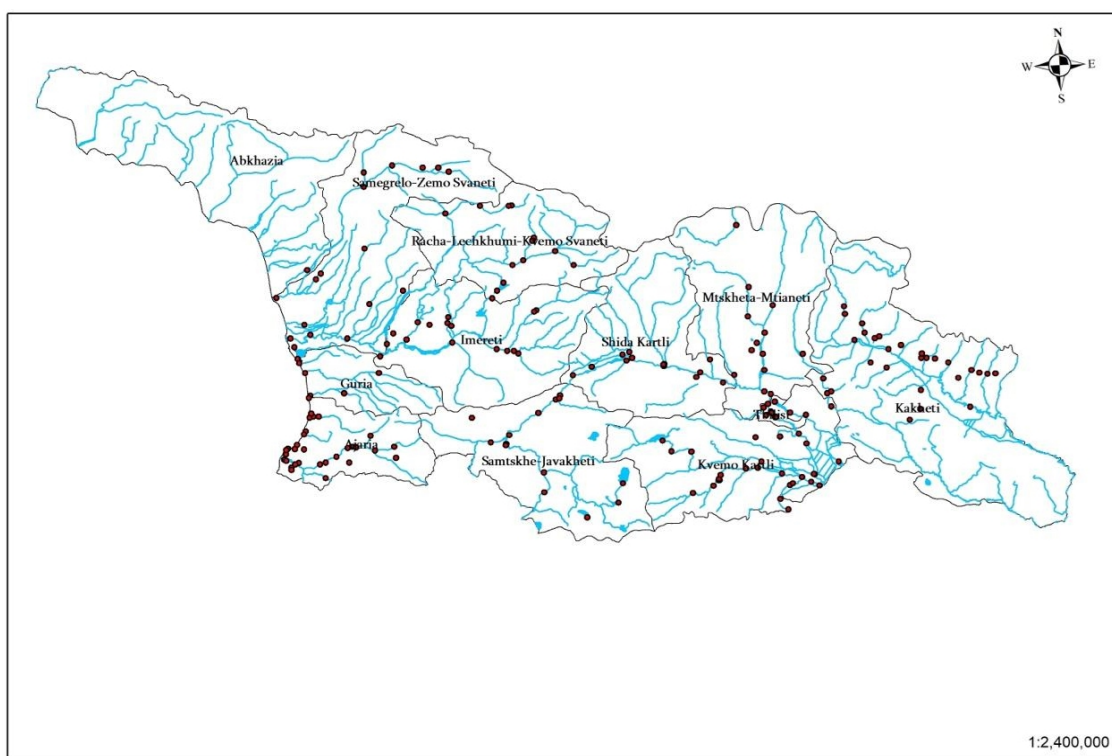 N
W E
S
Abkhazia
Samegrelo-Zemo Svaneti
Racha-Lechkhumi-Kvemo Svaneti
Mtskheta-Mtianeti
Imereti
Shida Kartli
Guria
Kakheti
Tbilisi
Ajaria
Samtskhe-Javakheti
Kvemo Kartli
1:2,400,000